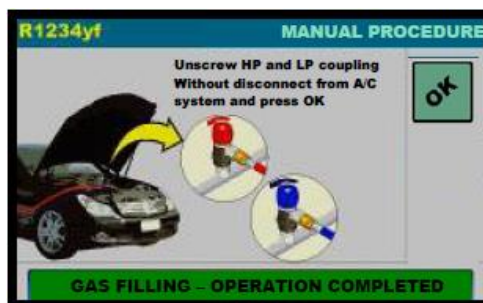 R1234yf
MANUAL PROCEDURE
Unscrew HP and LP coupling
Without disconnect from A/C
system and press OK
OK
GAS FILLING – OPERATION COMPLETED